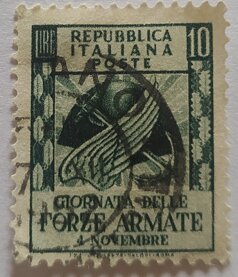 LIRE REPUBBLICA 10
ITALIANA
POSTE
GIORNATA DELLE
FORZE ARMATE
4 NOVEMBRE